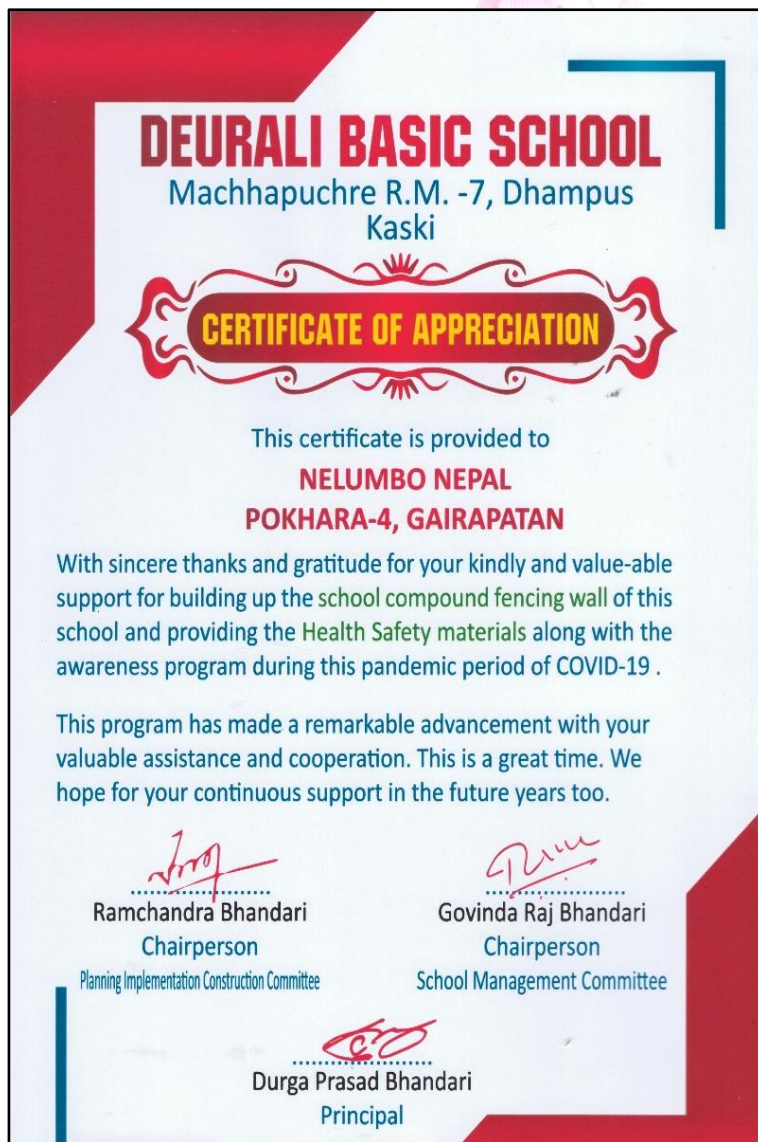 DEURALI BASIC SCHOOL
Machhapuchre R.M. -7, Dhampus
Kaski
CERTIFICATE OF APPRECIATION
This certificate is provided to
NELUMBO NEPAL
POKHARA-4, GAIRAPATAN
With sincere thanks and gratitude for your kindly and value-able
support for building up the school compound fencing wall of this
school and providing the Health Safety materials along with the
awareness program during this pandemic period of COVID-19 .
This program has made a remarkable advancement with your
valuable assistance and cooperation. This is a great time. We
hope for your continuous support in the future years too.
Ramchandra Bhandari
Chairperson
Planning Implementation Construction Committee
Govinda Raj Bhandari
Chairperson
School Management Committee
Durga Prasad Bhandari
Principal